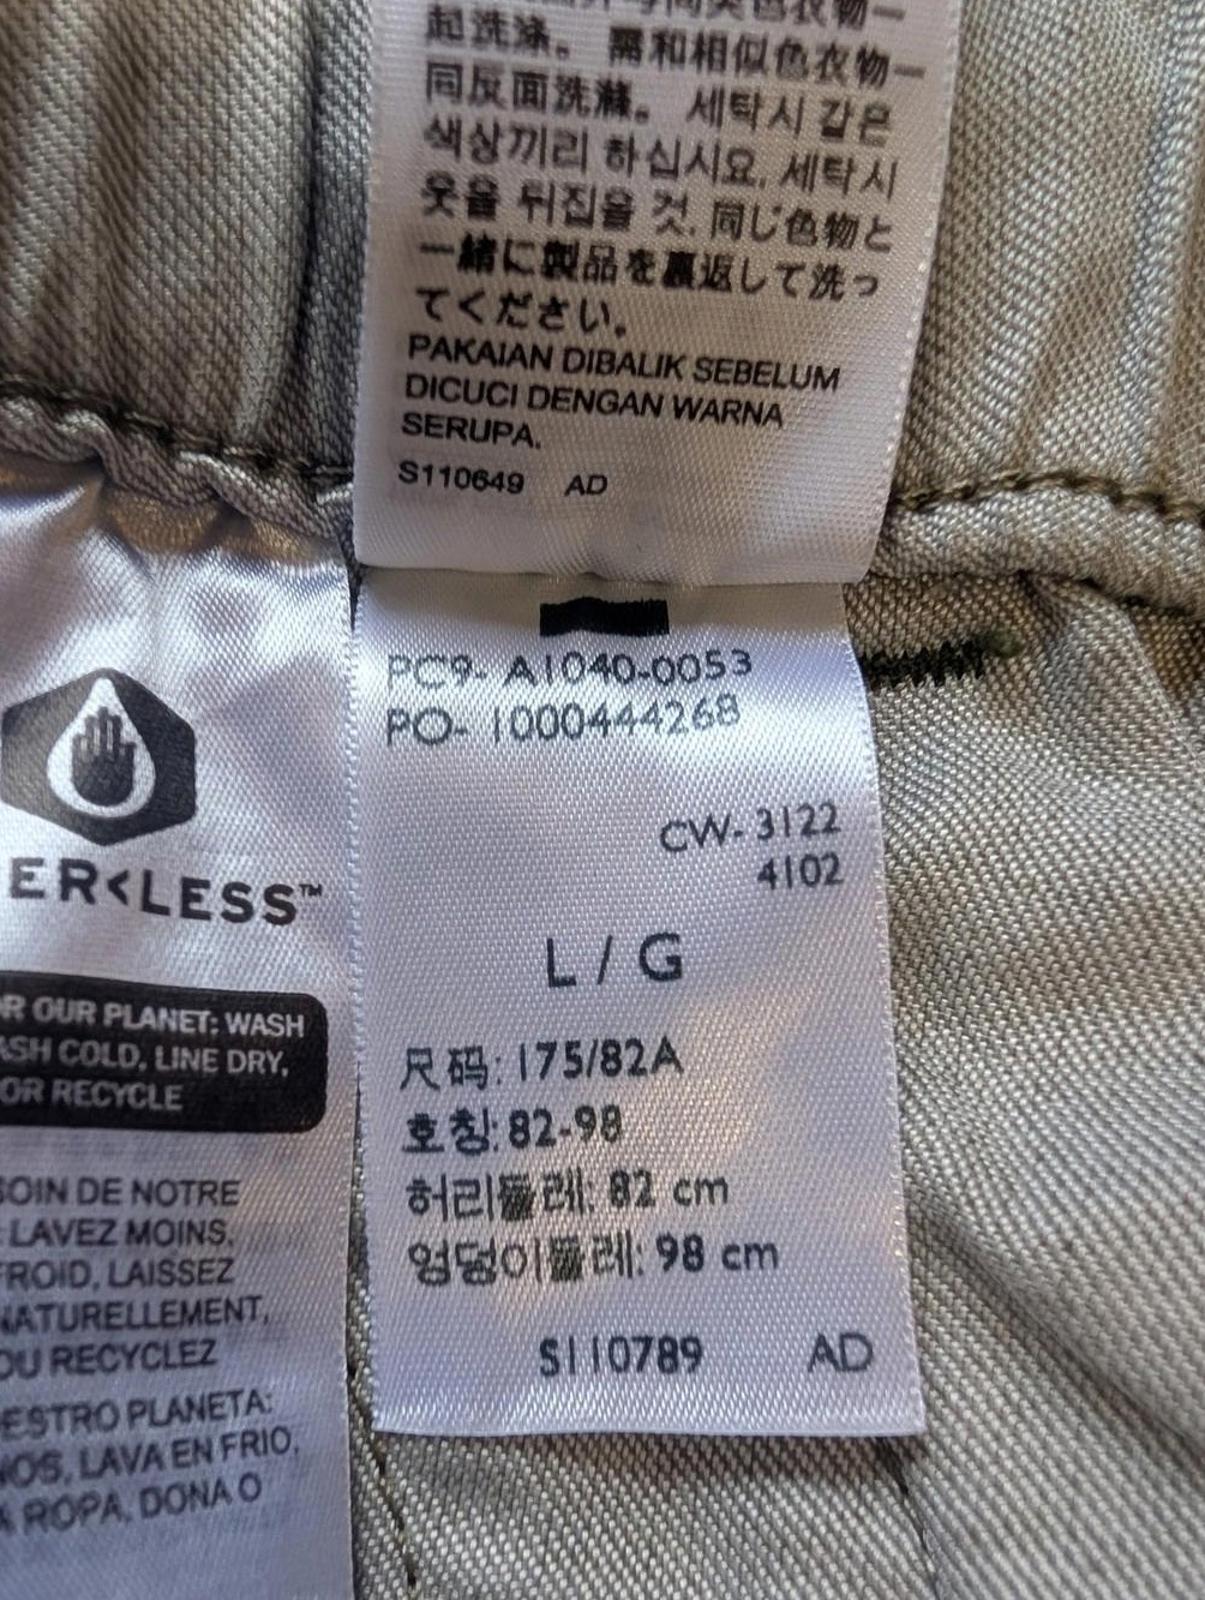 起洗涤。需和相似色衣物一
同反面洗滌。세탁시 같은
색상끼리 하십시요. 세탁시
옷을 뒤집을 것. 同じ色物と
一緒に製品を裏返して洗っ
てください。
PAKAIAN DIBALIK SEBELUM
DICUCI DENGAN WARNA
SERUPA.
S110649 AD
PC9- A1040-0053
PO- 1000444268
CW- 3122
4102
L / G
尺码: 175/82A
호칭: 82-98
허리둘레: 82 cm
엉덩이둘레: 98 cm
S110789 AD
ER<LESS™
OR OUR PLANET: WASH
ASH COLD, LINE DRY,
OR RECYCLE
SOIN DE NOTRE
LAVEZ MOINS,
FROID, LAISSEZ
NATURELLEMENT,
OU RECYCLEZ
ESTRO PLANETA:
NOS, LAVA EN FRIO,
A ROPA, DONA O